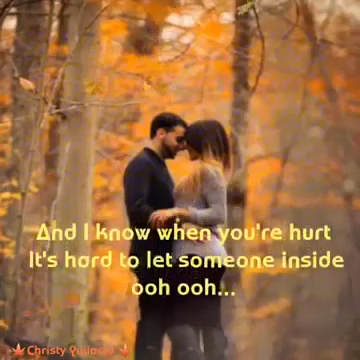 And I know when you're hurt
It's hard to let someone inside
ooh ooh...
Christy